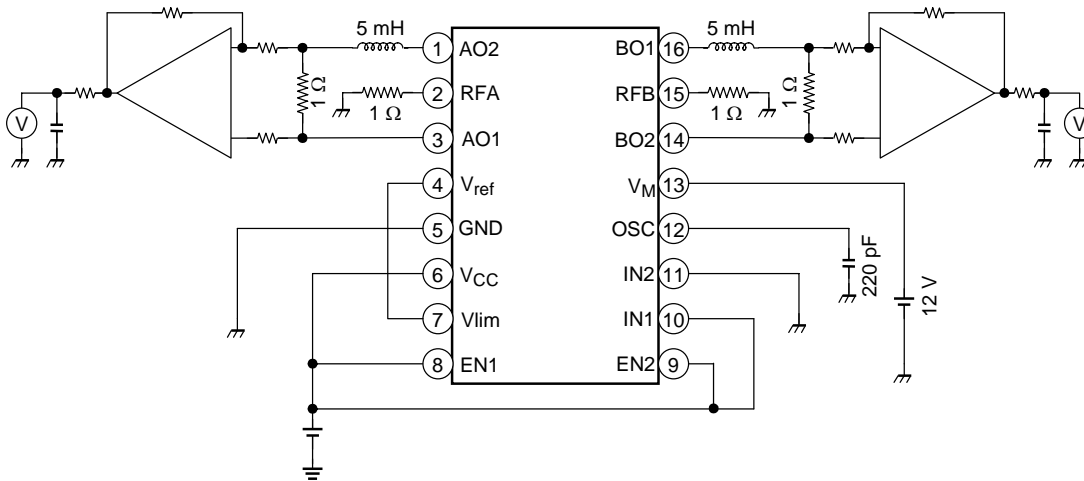 5 mH
5 mH
1 AO2
BO1 16
1 Ω
1 Ω
2 RFA
RFB 15
1 Ω
1 Ω
V
V
3 AO1
BO2 14
4 Vref
VM 13
5 GND
OSC 12
220 pF
12 V
6 VCC
IN2 11
7 Vlim
IN1 10
8 EN1
EN2 9